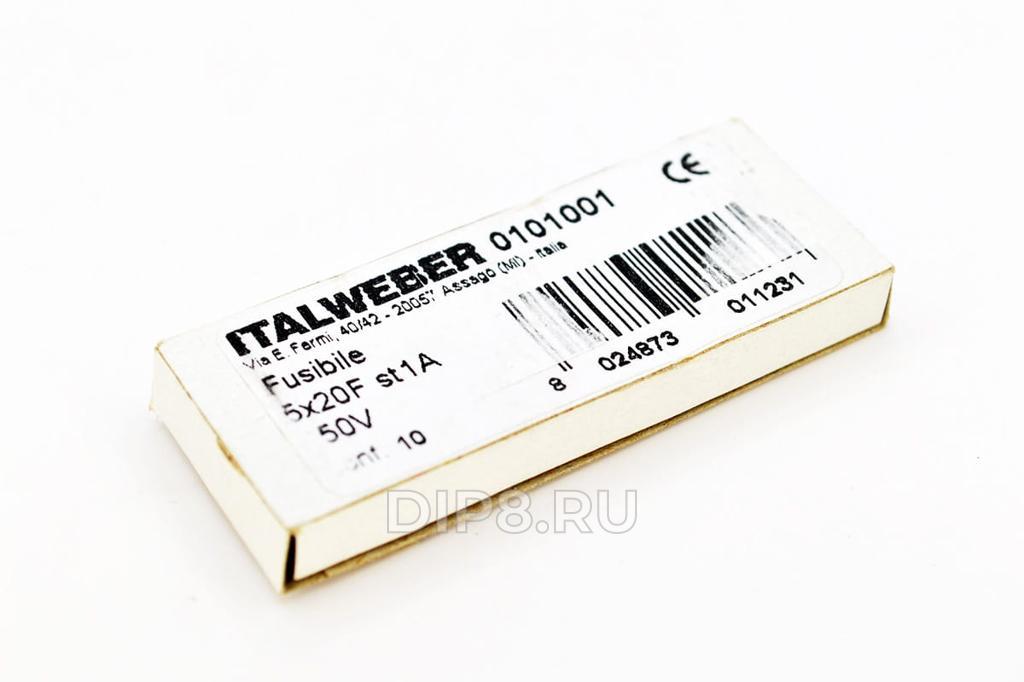 ITALWEBER 0101001
CE
Via E. Fermi, 40/42 - 20057 Assago (MI) - Italia
Fusibile
5x20F st1A
50V
10
8 024873 011231
DIP8.RU